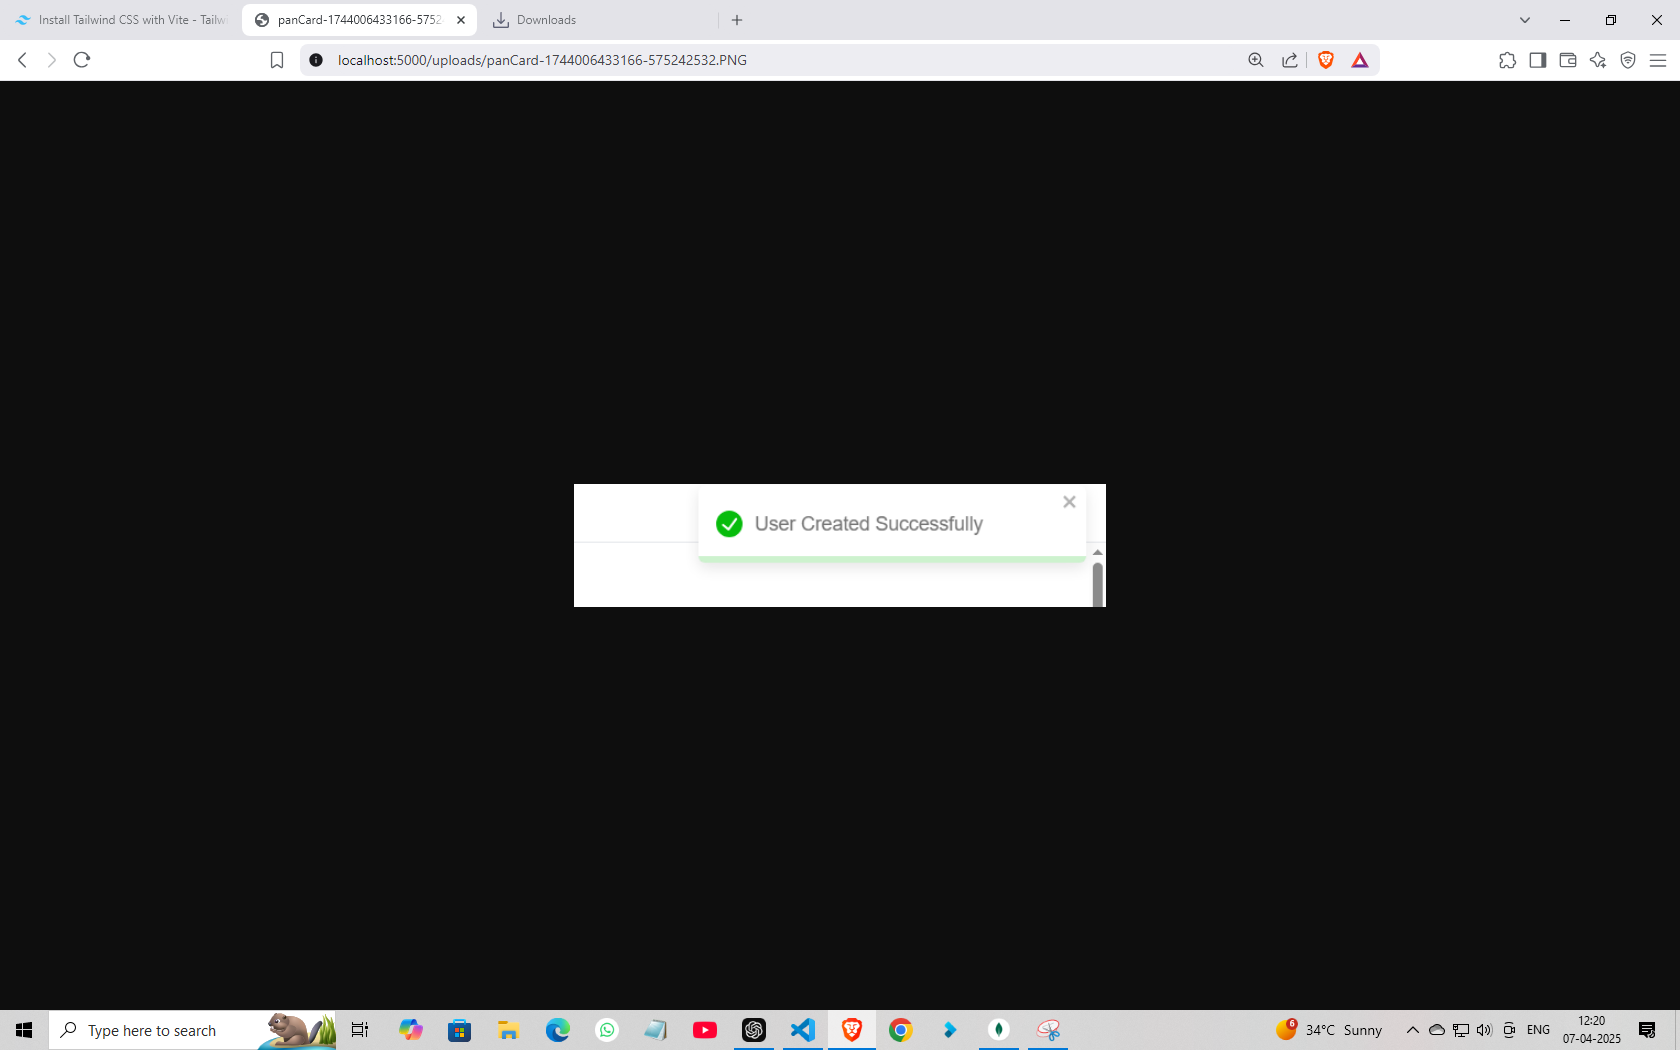 Install Tailwind CSS with Vite - Tailwi
panCard-1744006433166-5752
Downloads
localhost:5000/uploads/panCard-1744006433166-575242532.PNG
User Created Successfully
Type here to search
6
34°C Sunny
ENG
12:20
07-04-2025